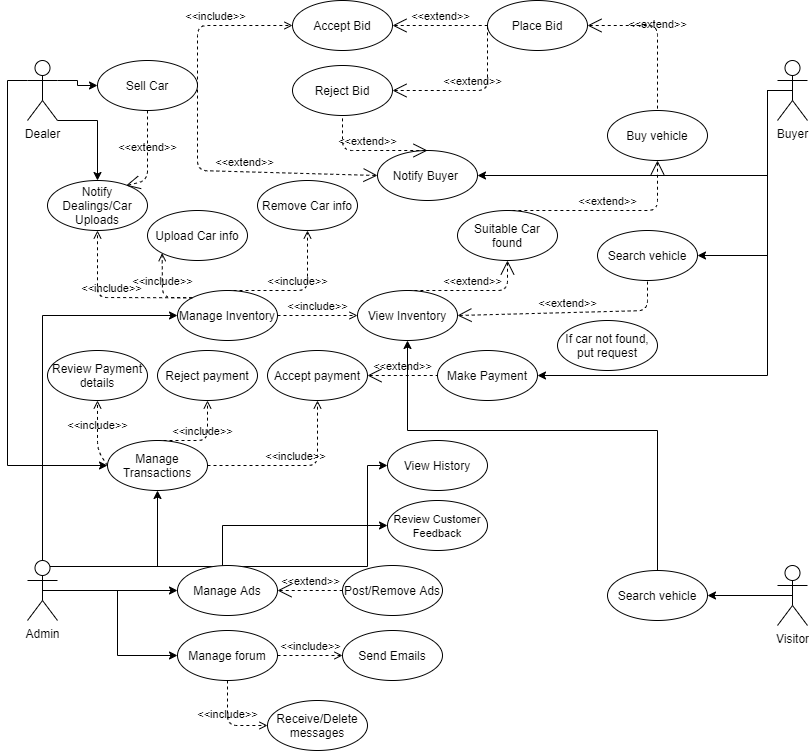 <<include>>
Accept Bid
<<extend>>
Place Bid
<<extend>>
Sell Car
Reject Bid
<<extend>>
Dealer
Buyer
Buy vehicle
<<extend>>
<<extend>>
<<include>>
<<extend>>
Notify Buyer
Notify
Dealings/Car
Uploads
Remove Car info
<<extend>>
Upload Car info
Suitable Car
found
Search vehicle
<<include>>
<<include>>
<<include>>
<<extend>>
<<extend>>
Manage Inventory
<<include>>
View Inventory
If car not found,
put request
Review Payment
details
Reject payment
Accept payment
<<extend>>
Make Payment
<<include>>
<<include>>
<<include>>
Manage
Transactions
View History
Review Customer
Feedback
Manage Ads
<<extend>>
Post/Remove Ads
Search vehicle
Admin
Visitor
Manage forum
<<include>>
Send Emails
<<include>>
Receive/Delete
messages